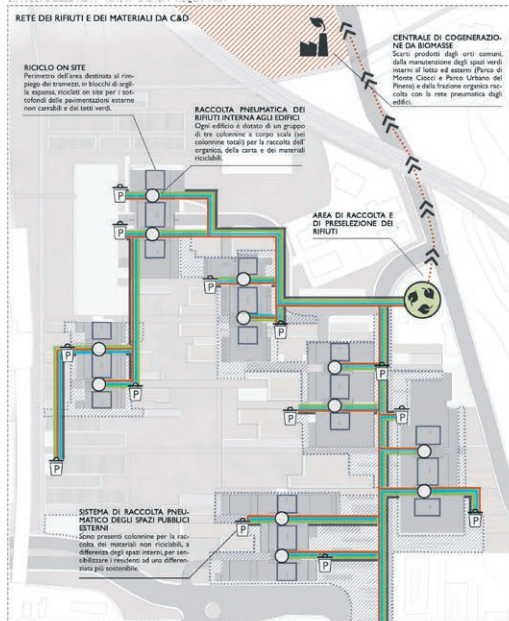 RETE DEI RIFIUTI E DEI MATERIALI DA C&D
CENTRALE DI COGENERAZIO-
NE DA BIOMASSE
Scarti prodotti dagli orti comuni,
dalla manutenzione degli spazi verdi
interni al lotto ed esterni (Parco di
Monte Ciocci e Parco Urbano del
Pineto) e dalla frazione organica rac-
colta con la rete pneumatica dagli
edifici.
RICICLO ON SITE
Perimetro dell'area destinata al riem-
piego dei tramezzi, in blocchi di argil-
la espansa, riciclati on site per i sot-
tofondi delle pavimentazioni esterne
non carrabili e dei tetti verdi.
RACCOLTA PNEUMATICA DEI
RIFIUTI INTERNA AGLI EDIFICI
Ogni edificio è dotato di un gruppo
di tre colonnine a corpo scala (sei
colonnine totali) per la raccolta dell'
organico, della carta e dei materiali
riciclabili.
AREA DI RACCOLTA E
DI PRESELEZIONE DEI
RIFIUTI
P
P
P
P
P
P
P
P
P
P
P
P
P
SISTEMA DI RACCOLTA PNEU-
MATICO DEGLI SPAZI PUBBLICI
ESTERNI
Sono presenti colonnine per la rac-
colta dei materiali non riciclabili, a
differenza degli spazi interni, per sen-
sibilizzare i residenti ad una differen-
ziata più sostenibile.